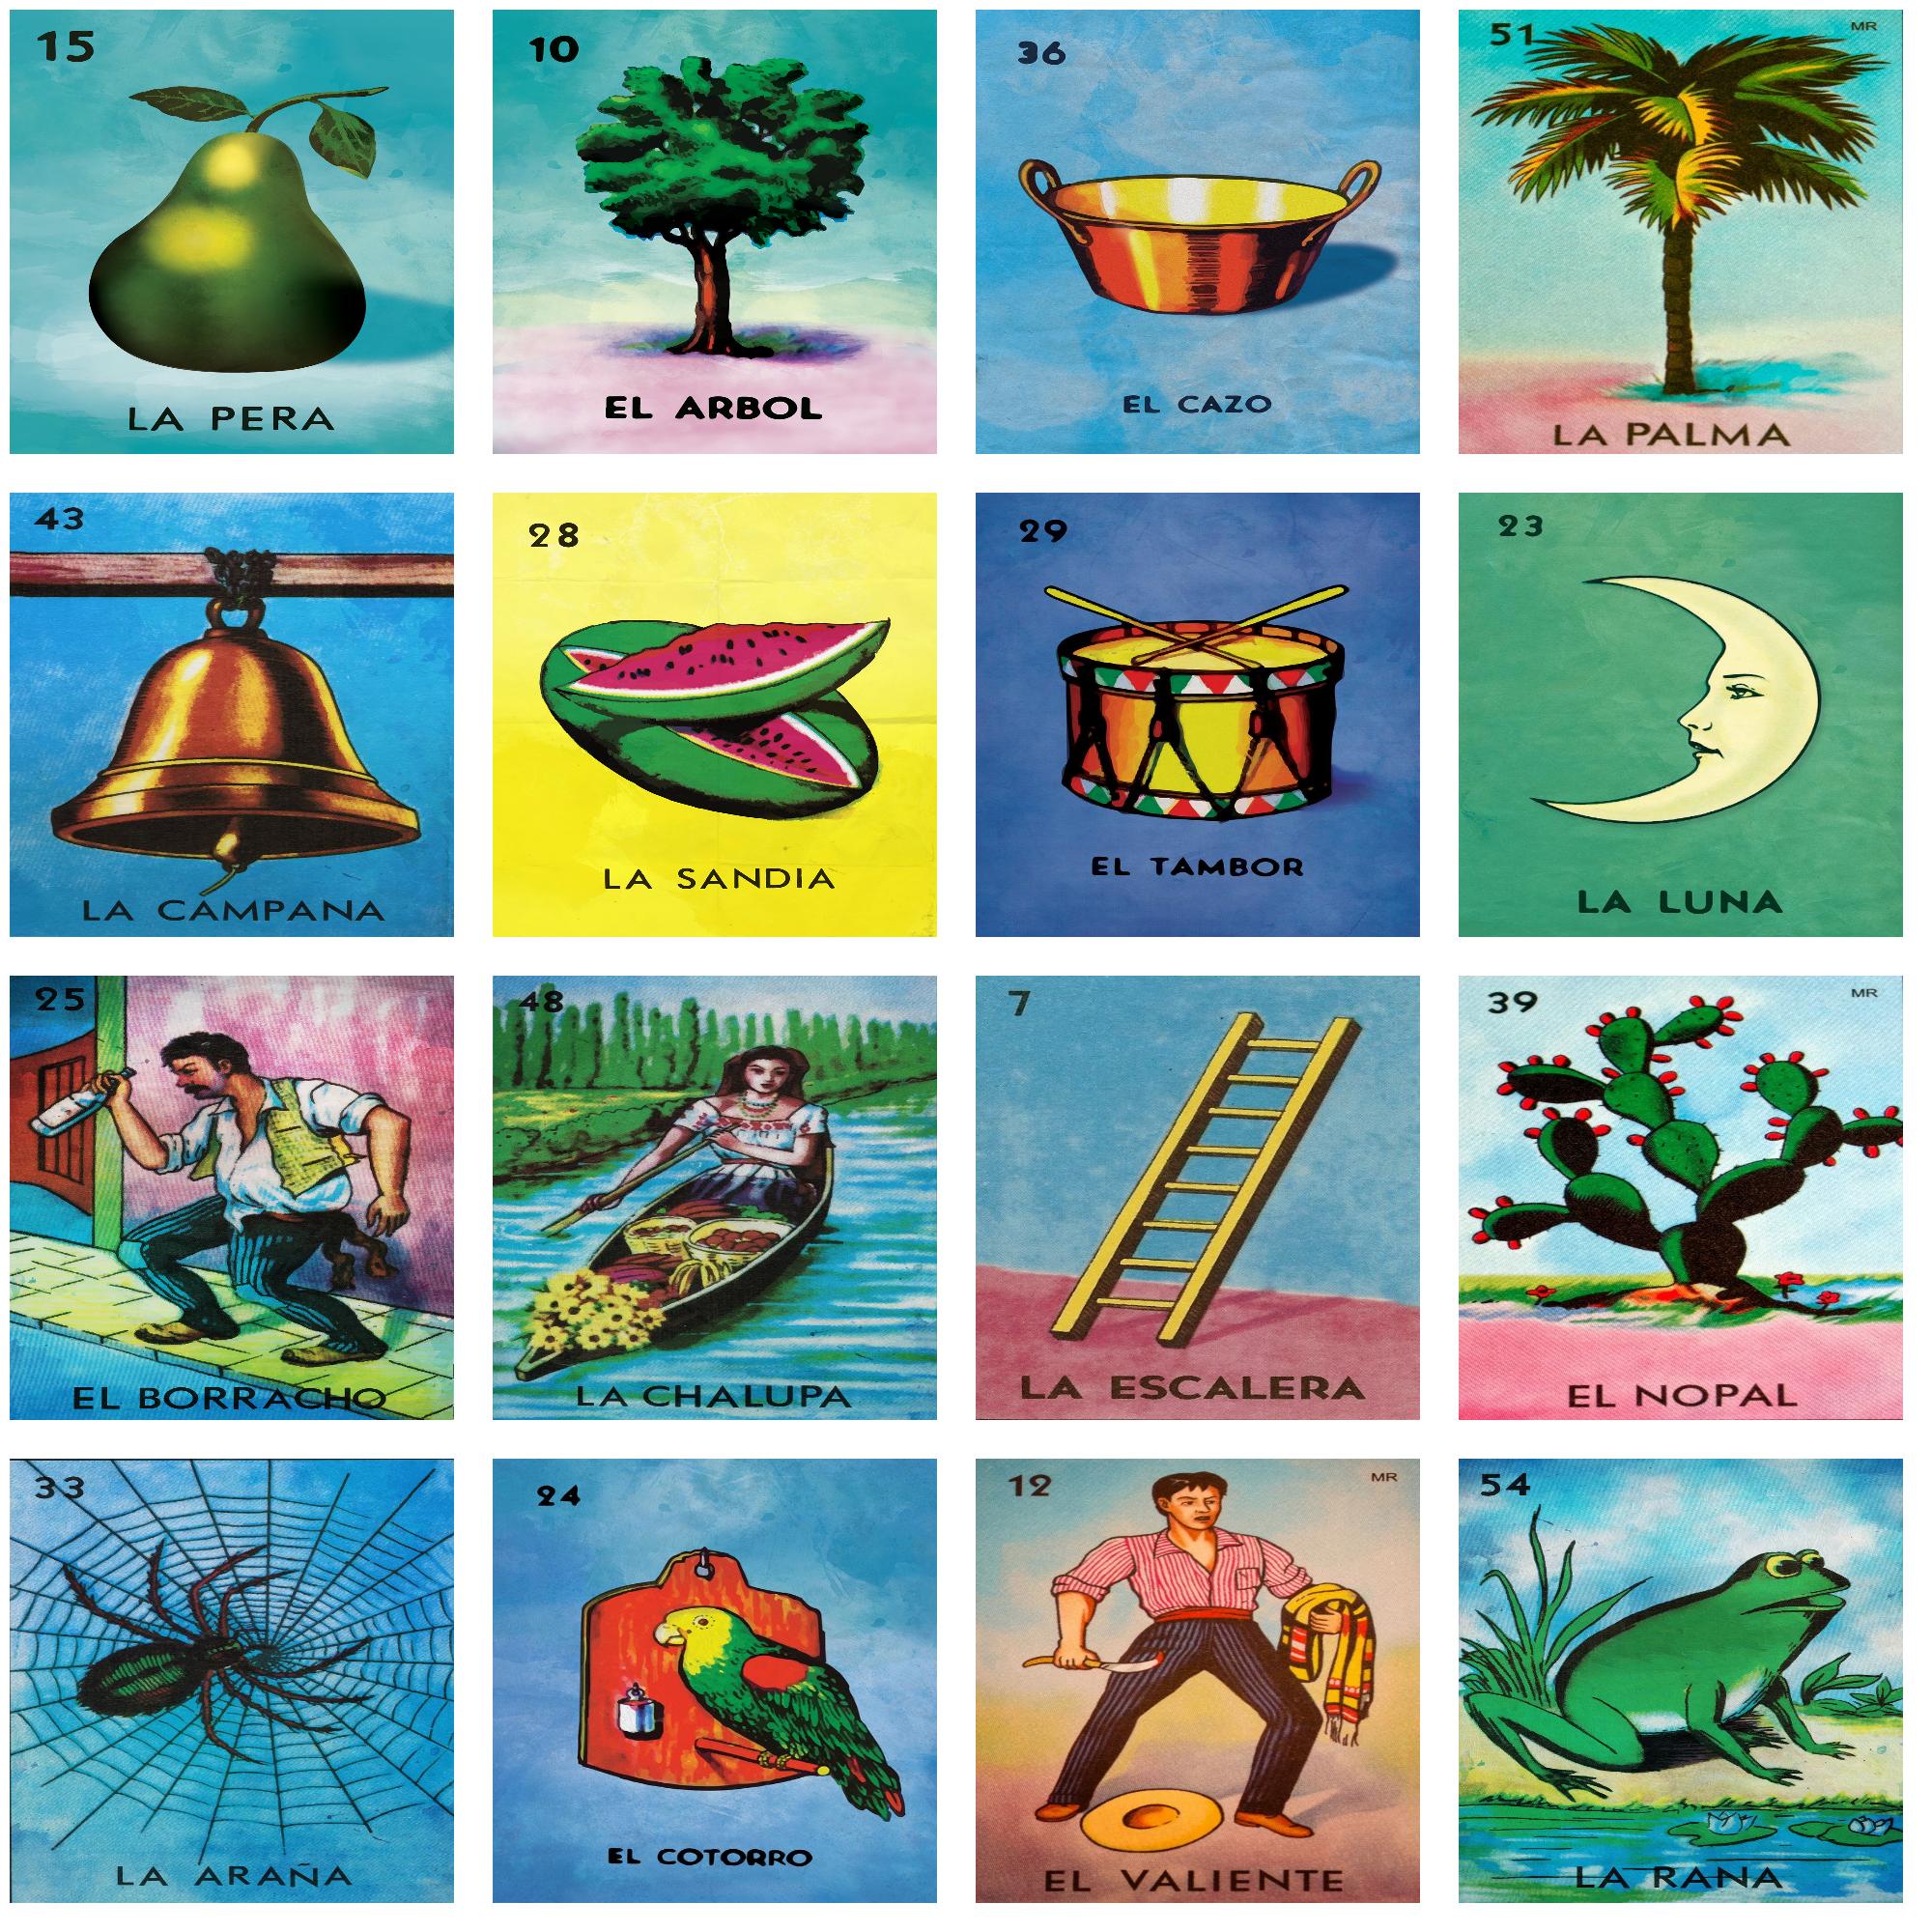 15
LA PERA
10
EL ARBOL
36
EL CAZO
51
MR
LA PALMA
43
LA CAMPANA
28
LA SANDIA
29
EL TAMBOR
23
LA LUNA
25
EL BORRACHO
48
LA CHALUPA
7
LA ESCALERA
39
MR
EL NOPAL
33
LA ARAÑA
24
EL COTORRO
12
MR
EL VALIENTE
54
LA RANA